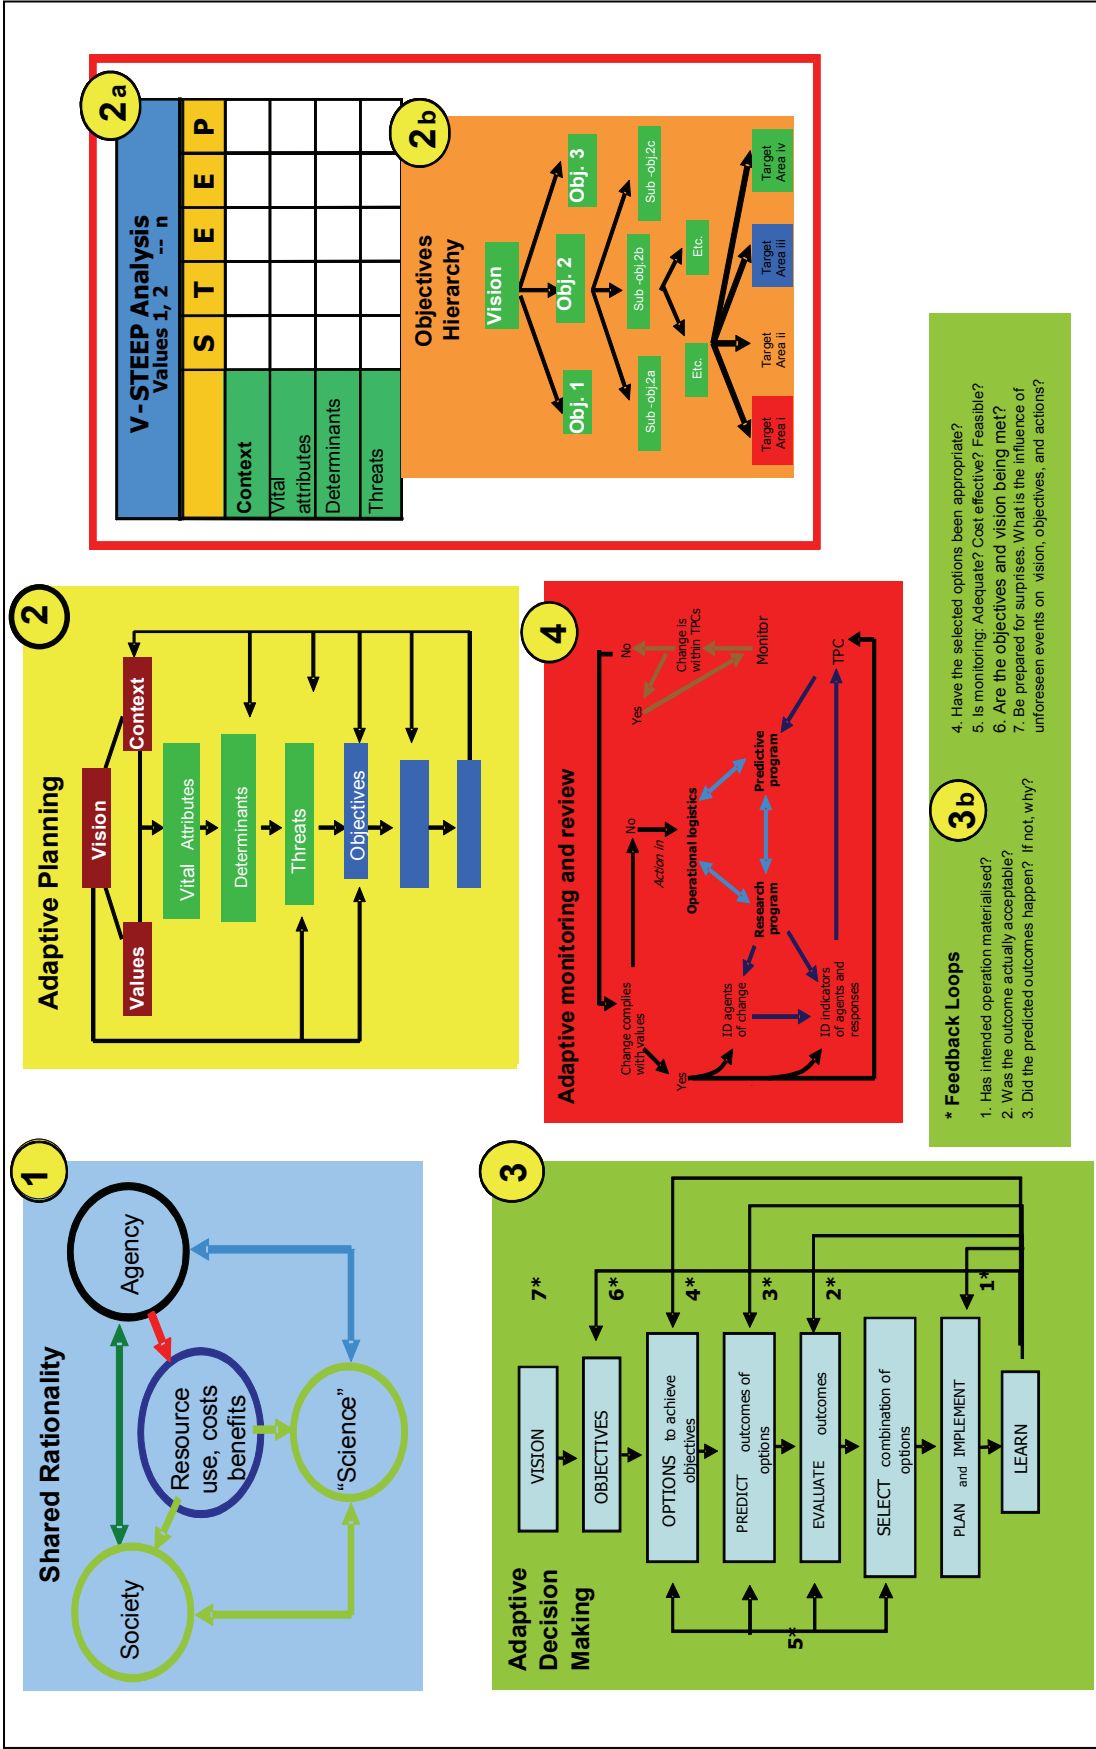 1
Shared Rationality
Society
Agency
Resource
use, costs
benefits
“Science”
2
Adaptive Planning
Vision
Values
Context
Vital Attributes
Determinants
Threats
Objectives
2a
V-STEEP Analysis
Values 1, 2 -- n
S T E E P
Context
Vital
attributes
Determinants
Threats
2b
Objectives
Hierarchy
Vision
Obj. 1
Obj. 2
Obj. 3
Sub -obj.2a
Sub -obj.2b
Sub -obj.2c
Etc.
Etc.
Target
Area i
Target
Area ii
Target
Area iii
Target
Area iv
3
Adaptive
Decision
Making
VISION
7*
OBJECTIVES
6*
OPTIONS to achieve
objectives
4*
PREDICT outcomes of
options
3*
5*
EVALUATE outcomes
2*
SELECT combination of
options
PLAN and IMPLEMENT
1*
LEARN
4
Adaptive monitoring and review
Change complies
with values
Yes
No
Action in
Operational logistics
Research
program
Predictive
program
ID agents
of change
ID indicators
of agents and
responses
No
Yes
Change is
within TPCs
Monitor
TPC
3b
* Feedback Loops
1. Has intended operation materialised?
2. Was the outcome actually acceptable?
3. Did the predicted outcomes happen? If not, why?
4. Have the selected options been appropriate?
5. Is monitoring: Adequate? Cost effective? Feasible?
6. Are the objectives and vision being met?
7. Be prepared for surprises. What is the influence of
unforeseen events on vision, objectives, and actions?